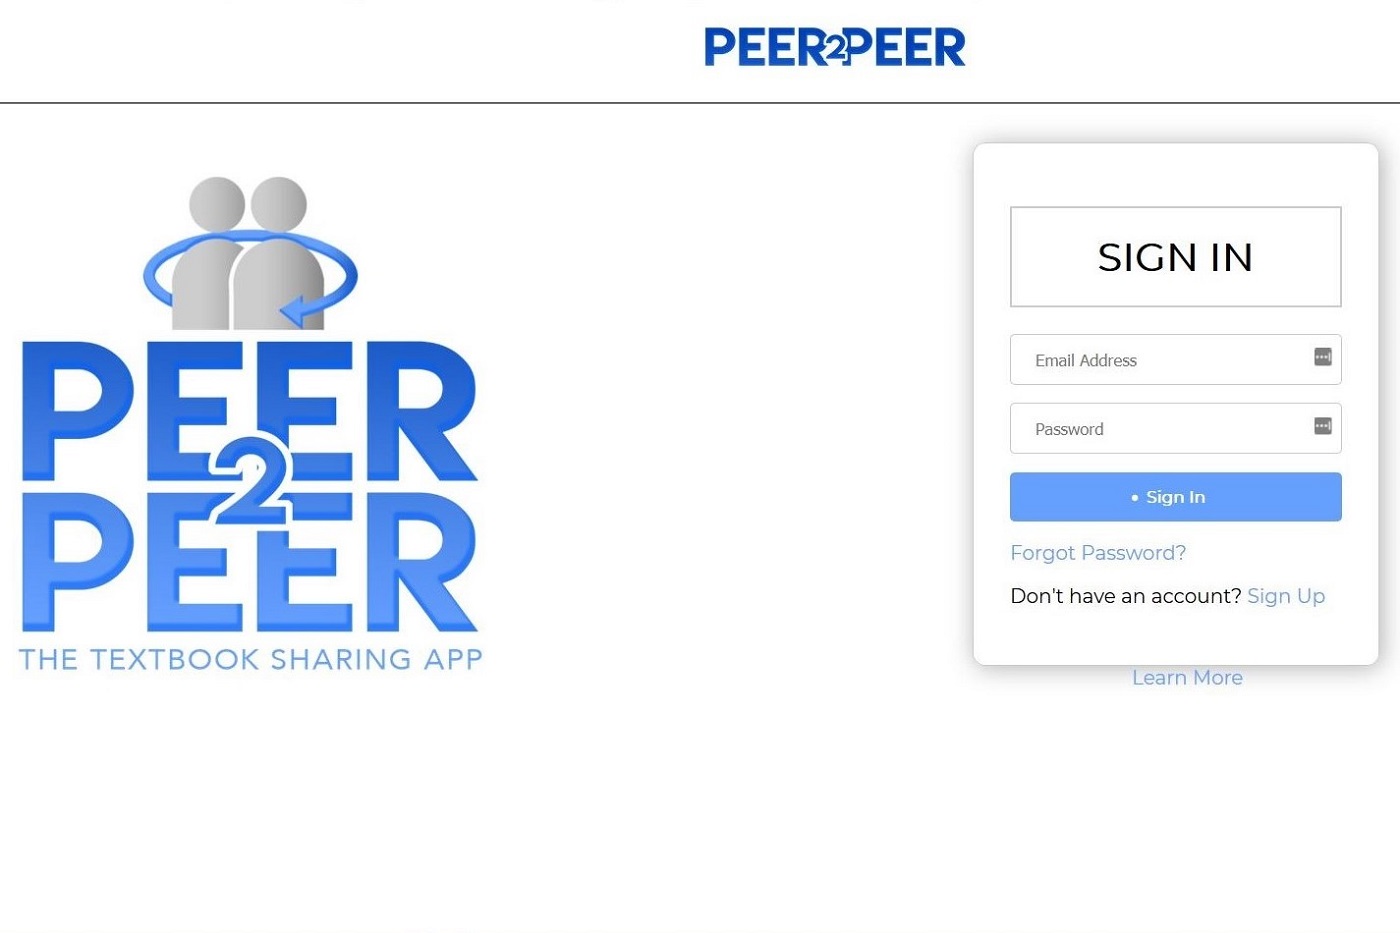 PEER2PEER
PEER
2
PEER
THE TEXTBOOK SHARING APP
SIGN IN
Email Address
Password
• Sign In
Forgot Password?
Don't have an account? Sign Up
Learn More